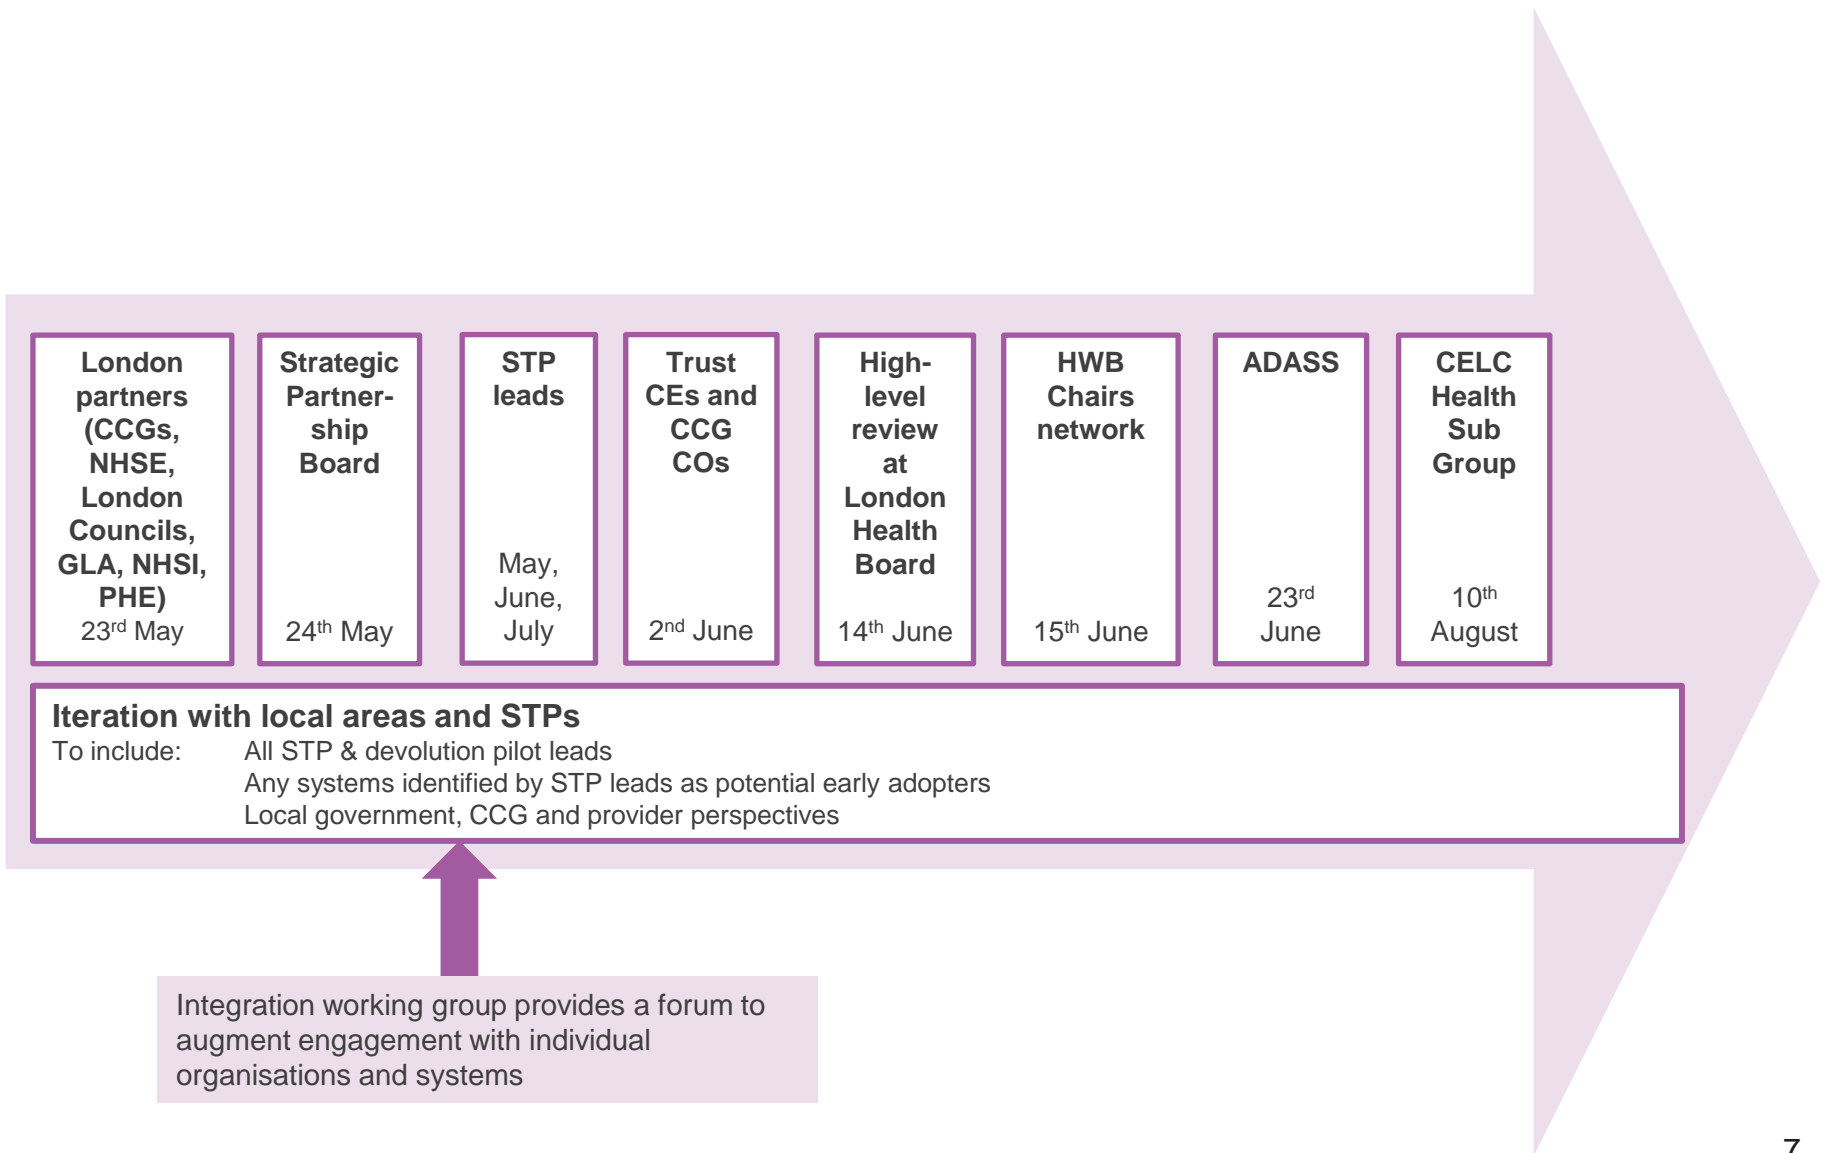 London
partners
(CCGs,
NHSE,
London
Councils,
GLA, NHSI,
PHE)
23rd May
Strategic
Partner-
ship
Board
24th May
STP
leads
May,
June,
July
Trust
CEs and
CCG
COs
2nd June
High-
level
review
at
London
Health
Board
14th June
HWB
Chairs
network
15th June
ADASS
23rd
June
CELC
Health
Sub
Group
10th
August
Iteration with local areas and STPs
To include: All STP & devolution pilot leads
Any systems identified by STP leads as potential early adopters
Local government, CCG and provider perspectives
Integration working group provides a forum to
augment engagement with individual
organisations and systems
7